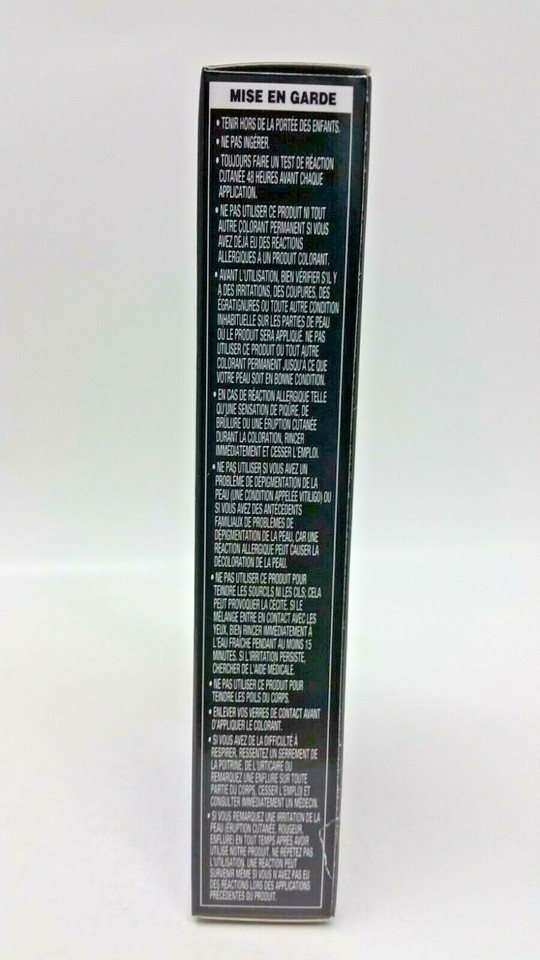 MISE EN GARDE
• TENIR HORS DE LA PORTÉE DES ENFANTS.
• NE PAS INGÉRER.
• TOUJOURS FAIRE UN TEST DE RÉACTION
CUTANÉE 48 HEURES AVANT CHAQUE
APPLICATION.
• NE PAS UTILISER CE PRODUIT NI TOUT
AUTRE COLORANT PERMANENT SI VOUS
AVEZ DÉJÀ EU DES RÉACTIONS
ALLERGIQUES À UN PRODUIT COLORANT.
• AVANT L'UTILISATION, BIEN VÉRIFIER S'IL Y
A DES IRRITATIONS, DES COUPURES, DES
ÉGRATIGNURES OU TOUTE AUTRE CONDITION
INHABITUELLE SUR LES PARTIES DE PEAU
OÙ LE PRODUIT SERA APPLIQUÉ. NE PAS
UTILISER CE PRODUIT OU TOUT AUTRE
COLORANT PERMANENT JUSQU'À CE QUE
VOTRE PEAU SOIT EN BONNE CONDITION.
• EN CAS DE RÉACTION ALLERGIQUE TELLE
QU'UNE SENSATION DE PIQÛRE, DE
BRÛLURE OU UNE ÉRUPTION CUTANÉE
DURANT LA COLORATION, RINCER
IMMÉDIATEMENT ET CESSER L'EMPLOI.
• NE PAS UTILISER SI VOUS AVEZ UN
PROBLÈME DE DÉPIGMENTATION DE LA
PEAU (UNE CONDITION APPELÉE VITILIGO) OU
SI VOUS AVEZ DES ANTÉCÉDENTS
FAMILIAUX DE PROBLÈMES DE
DÉPIGMENTATION DE LA PEAU, CAR UNE
RÉACTION ALLERGIQUE PEUT CAUSER LA
DÉCOLORATION DE LA PEAU.
• NE PAS UTILISER CE PRODUIT POUR
TEINDRE LES SOURCILS NI LES CILS; CELA
PEUT PROVOQUER LA CÉCITÉ. SI LE
MÉLANGE ENTRE EN CONTACT AVEC LES
YEUX, BIEN RINCER IMMÉDIATEMENT À
L'EAU FRAÎCHE PENDANT AU MOINS 15
MINUTES. SI L'IRRITATION PERSISTE,
CHERCHER DE L'AIDE MÉDICALE.
• NE PAS UTILISER CE PRODUIT POUR
TEINDRE LES POILS DU CORPS.
• ENLEVER VOS VERRES DE CONTACT AVANT
D'APPLIQUER LE COLORANT.
• SI VOUS AVEZ DE LA DIFFICULTÉ À
RESPIRER, RESSENTEZ UN SERREMENT DE
LA POITRINE, DE L'URTICAIRE OU
REMARQUEZ UNE ENFLURE SUR TOUTE
PARTIE DU CORPS, CESSER L'EMPLOI ET
CONSULTER IMMÉDIATEMENT UN MÉDECIN.
• SI VOUS REMARQUEZ UNE IRRITATION DE LA
PEAU (ÉRUPTION CUTANÉE, ROUGEUR,
ENFLURE) EN TOUT TEMPS APRÈS AVOIR
UTILISÉ NOTRE PRODUIT, NE RÉPÉTEZ PAS
L'UTILISATION. UNE RÉACTION PEUT
SURVENIR MÊME SI VOUS N'AVEZ PAS EU
DES RÉACTIONS LORS DES APPLICATIONS
PRÉCÉDENTES DU PRODUIT.